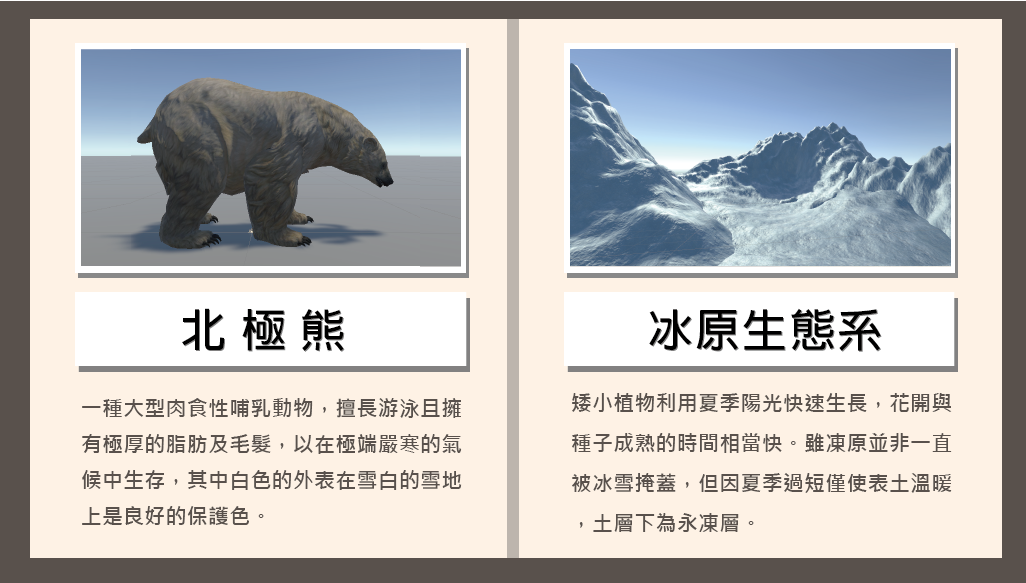 北極熊
一種大型肉食性哺乳動物，擅長游泳且擁
有極厚的脂肪及毛髮，以在極端嚴寒的氣
候中生存，其中白色的外表在雪白的雪地
上是良好的保護色。
冰原生態系
矮小植物利用夏季陽光快速生長，花開與
種子成熟的時間相當快。雖凍原並非一直
被冰雪掩蓋，但因夏季過短僅使表土溫暖
，土層下為永凍層。